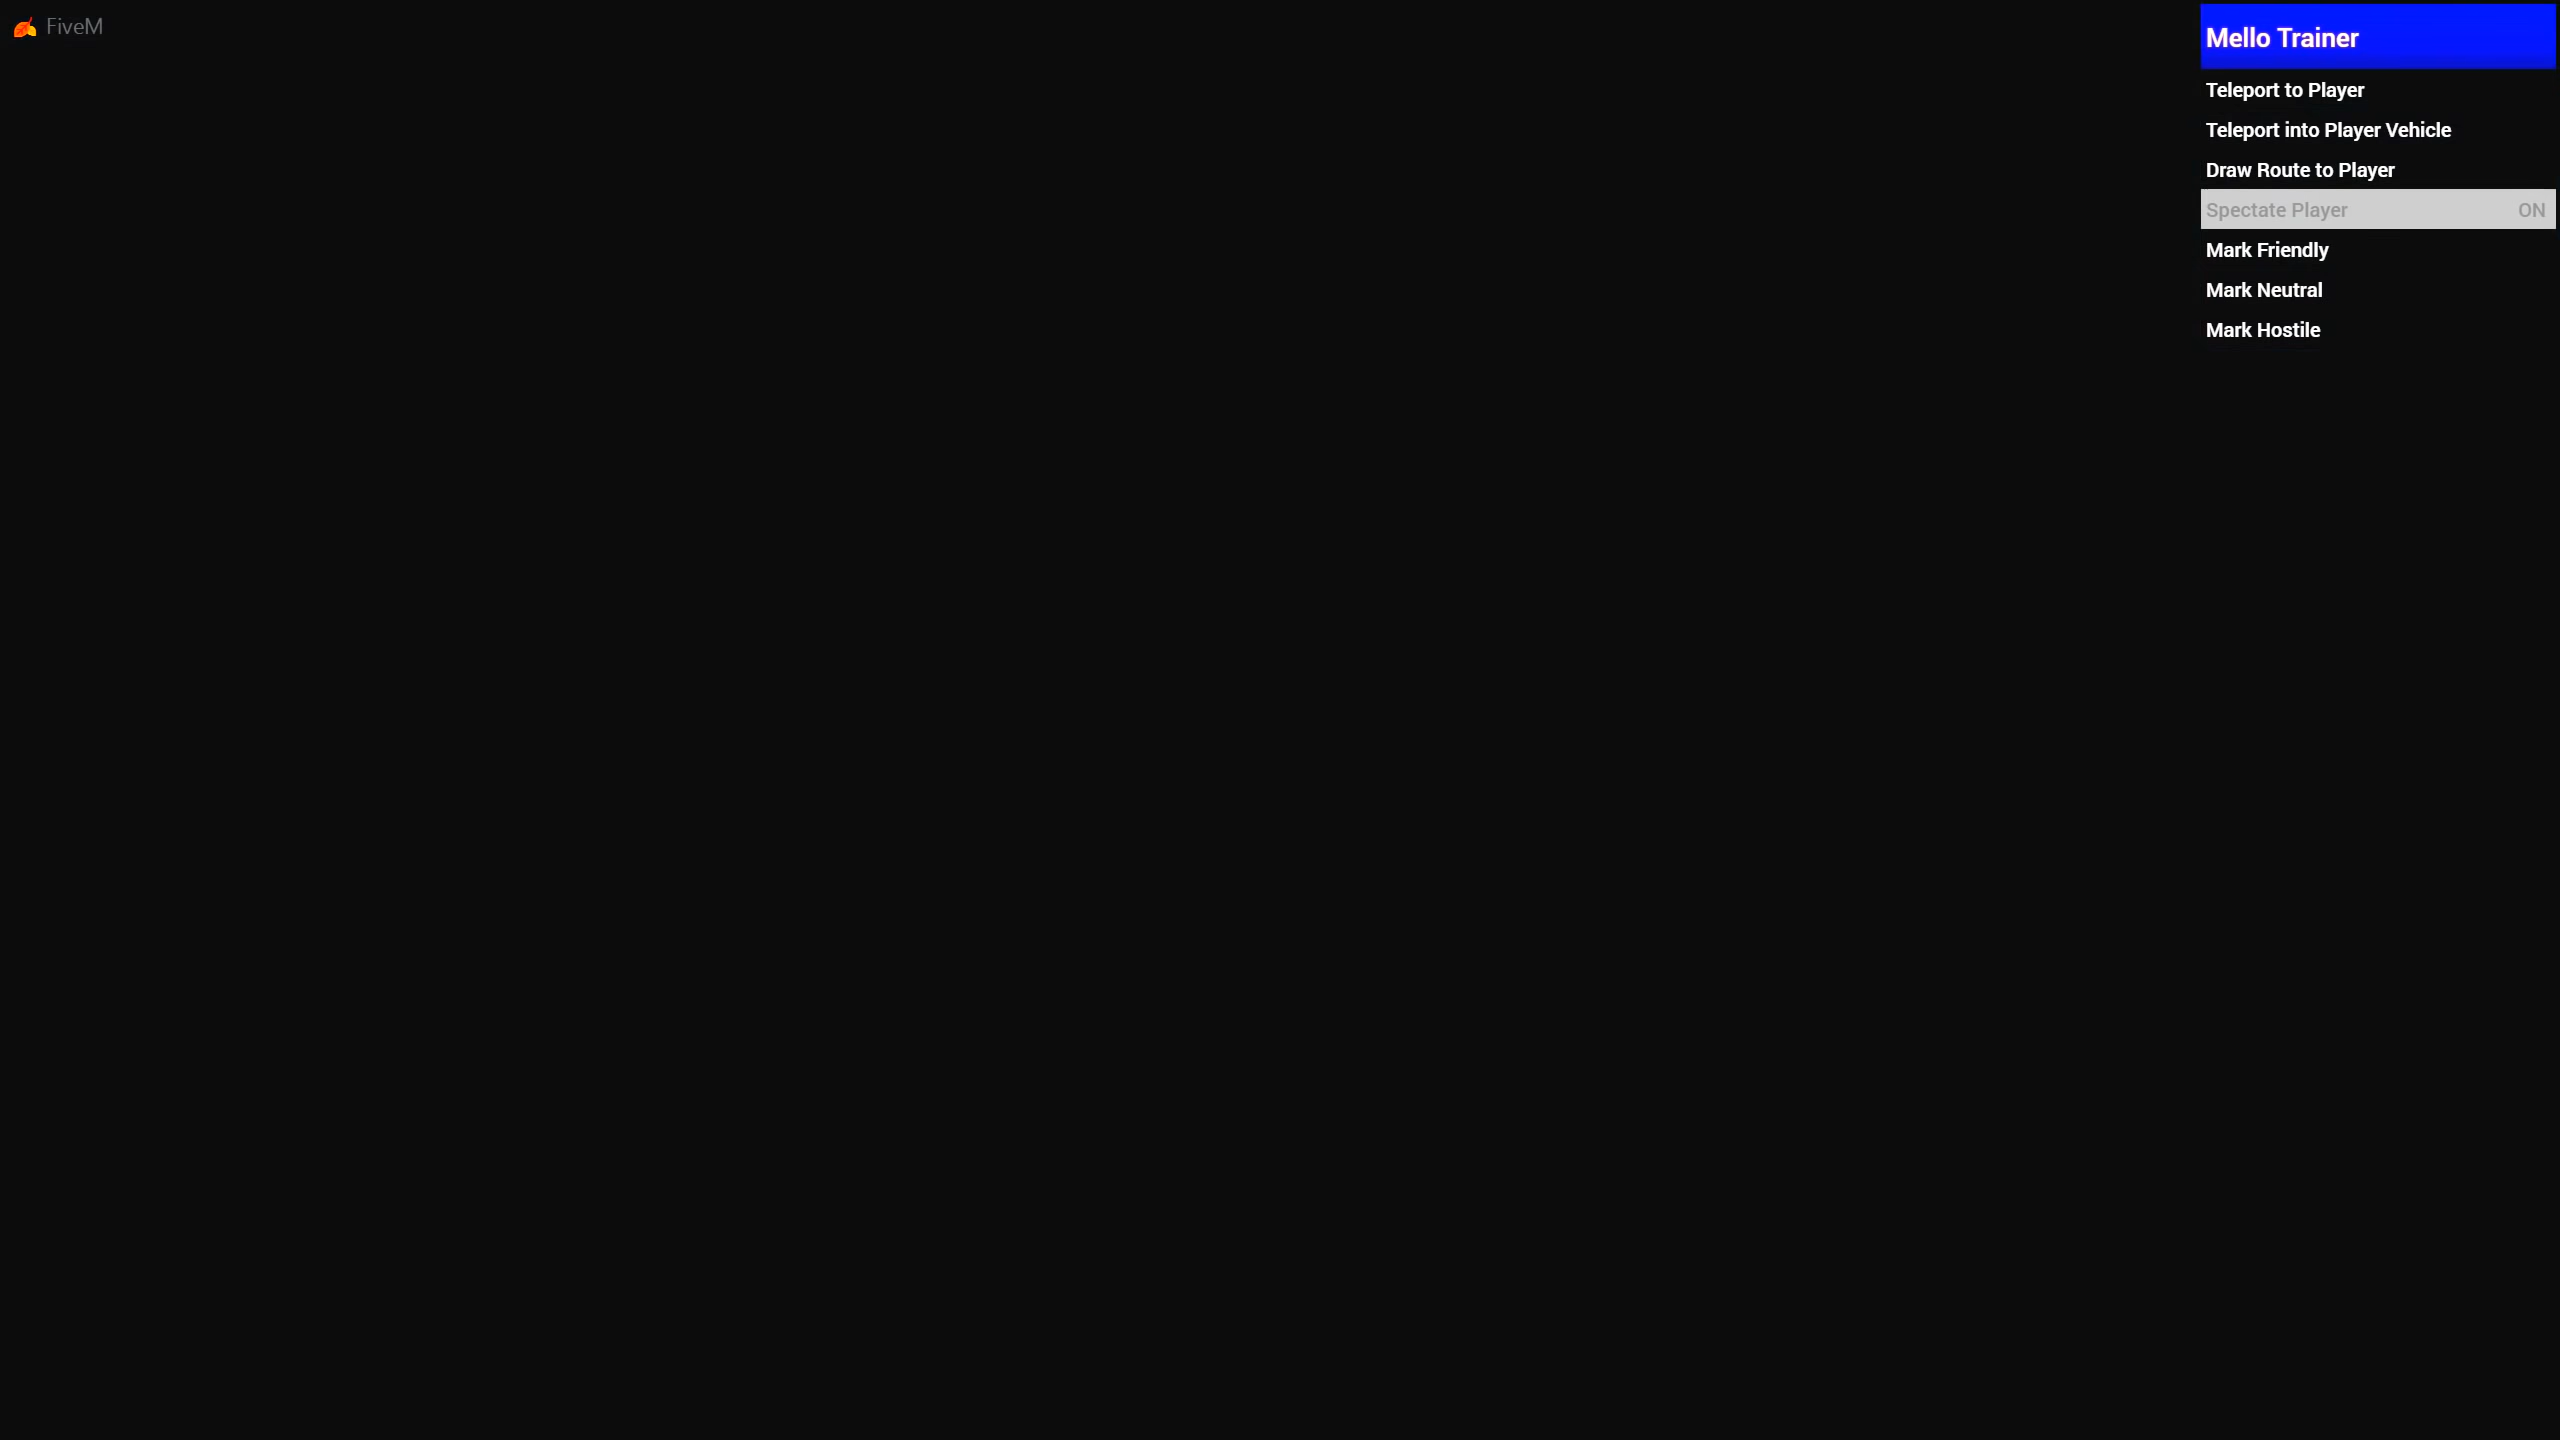 FiveM
Mello Trainer
Teleport to Player
Teleport into Player Vehicle
Draw Route to Player
Spectate Player ON
Mark Friendly
Mark Neutral
Mark Hostile